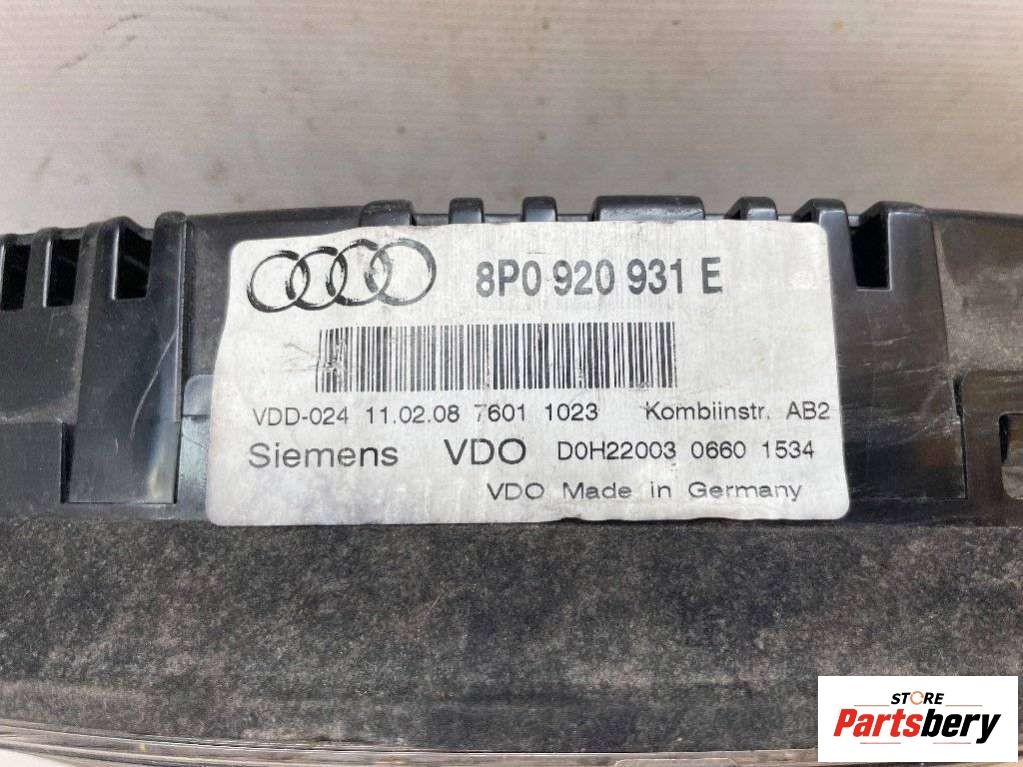 8P0 920 931 E
VDD-024 11.02.08 7601 1023 Kombiinstr. AB2
Siemens VDO D0H22003 0660 1534
VDO Made in Germany
STORE
Partsbery